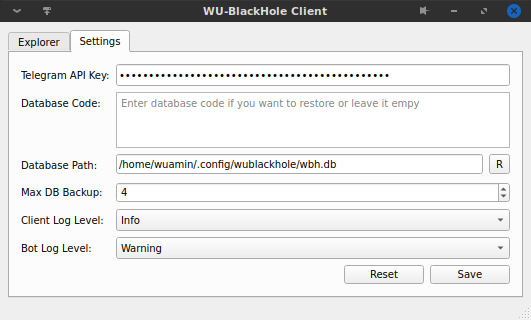 WU-BlackHole Client
Explorer Settings
Telegram API Key: ••••••••••••••••••••••••••••••••••••••••••••••
Database Code: Enter database code if you want to restore or leave it empy
Database Path: /home/wuamin/.config/wublackhole/wbh.db R
Max DB Backup: 4
Client Log Level: Info
Bot Log Level: Warning
Reset Save